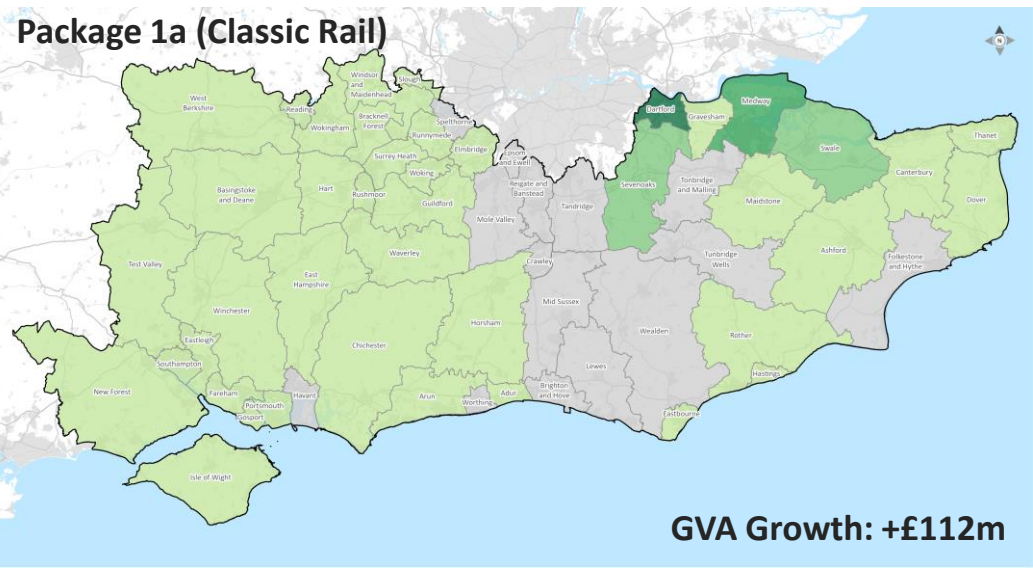 Package 1a (Classic Rail)
N
West
Berkshire
Reading
Windsor
and
Maidenhead
Slough
Wokingham
Bracknell
Forest
Spelthorne
Runnymede
Elmbridge
Surrey Heath
Woking
Epsom
and Ewell
Reigate and
Banstead
Basingstoke
and Deane
Hart
Rushmoor
Guildford
Mole Valley
Tandridge
Dartford
Gravesham
Medway
Swale
Thanet
Canterbury
Dover
Sevenoaks
Tonbridge
and Malling
Maidstone
Ashford
Folkestone
and Hythe
Tunbridge
Wells
Test Valley
Winchester
East
Hampshire
Waverley
Crawley
Horsham
Mid Sussex
Wealden
Rother
Hastings
Chichester
Eastleigh
Southampton
New Forest
Fareham
Portsmouth
Gosport
Havant
Arun
Worthing
Adur
Brighton
and Hove
Lewes
Eastbourne
Isle of Wight
GVA Growth: +£112m